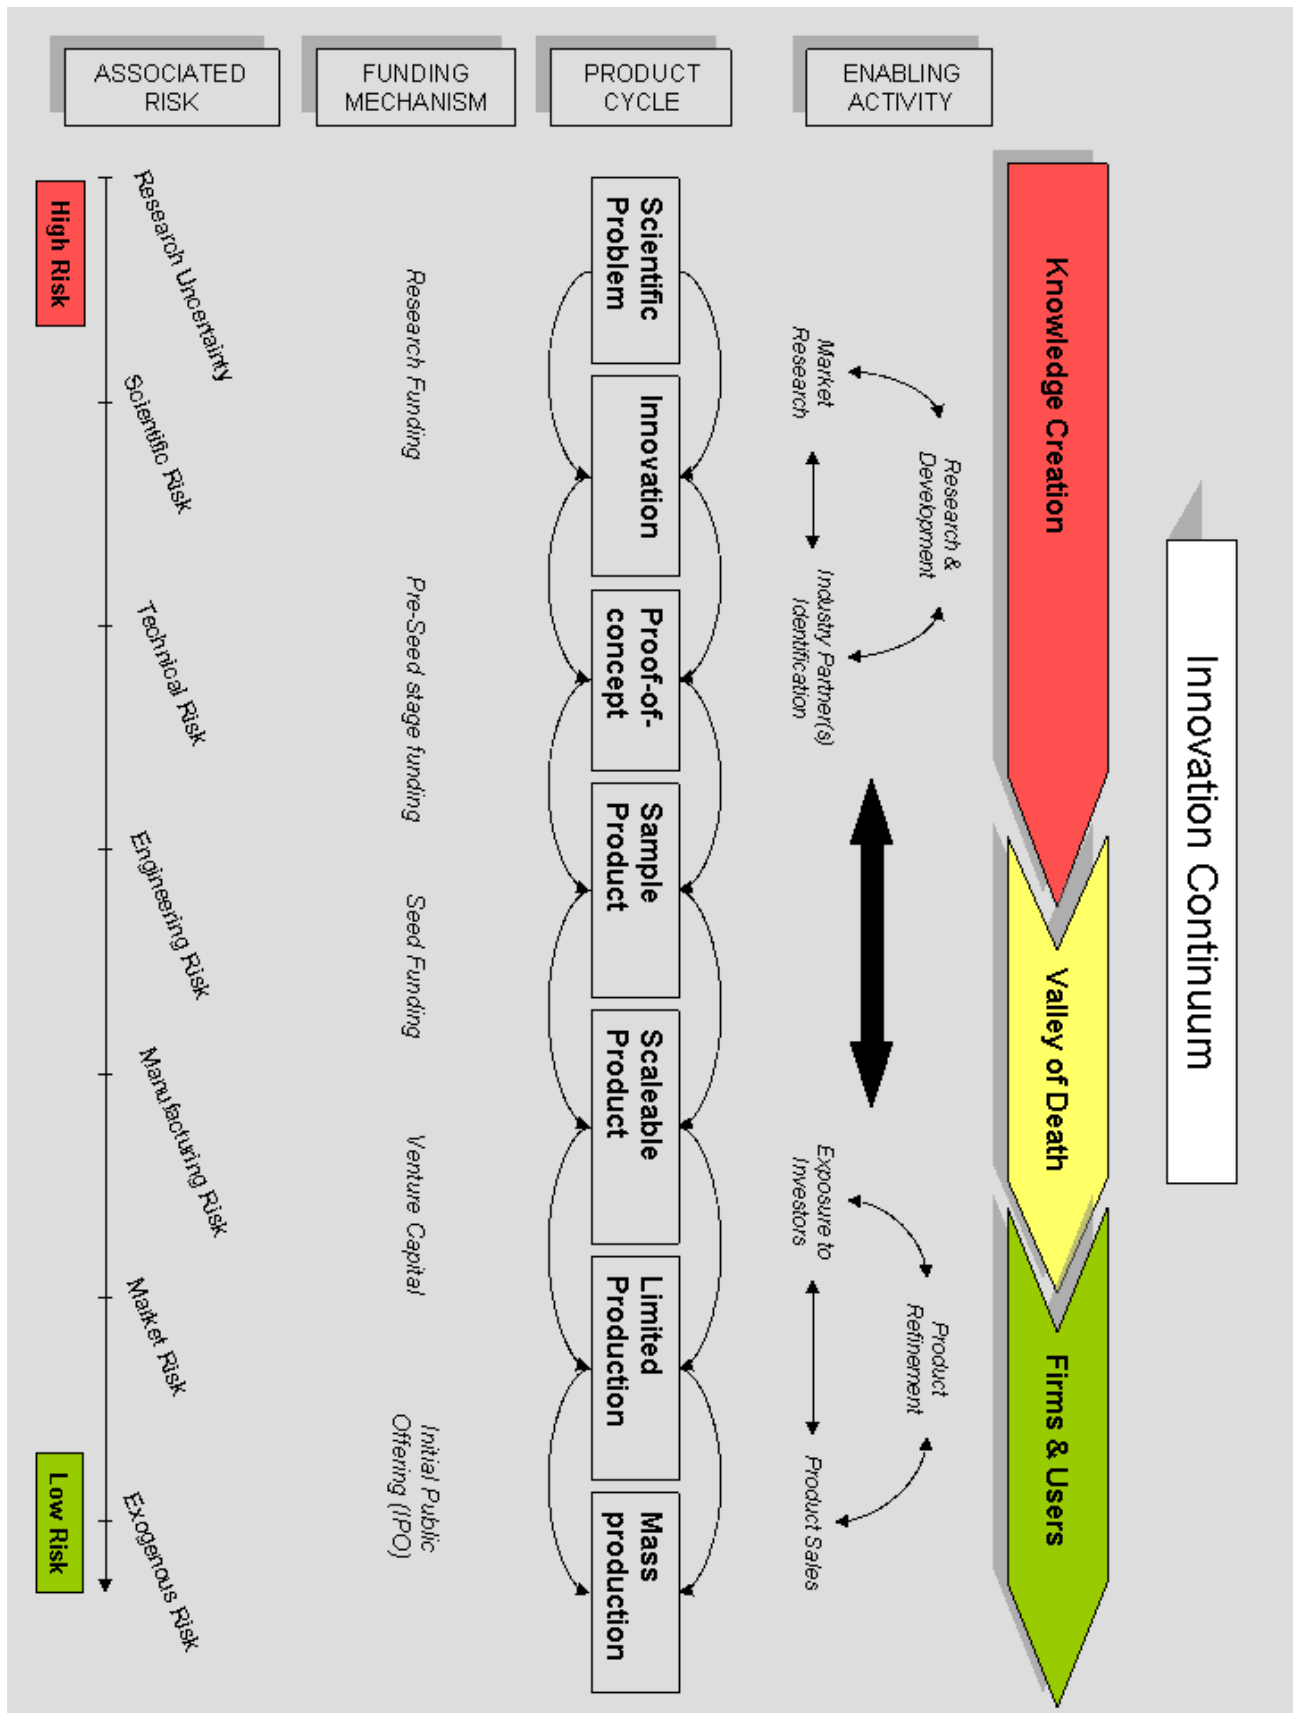 ASSOCIATED
RISK
FUNDING
MECHANISM
PRODUCT
CYCLE
ENABLING
ACTIVITY
Innovation Continuum
Knowledge Creation
Valley of Death
Firms & Users
Research &
Development
Market
Research
Industry Partner(s)
Identification
Product
Refinement
Exposure to
Investors
Product Sales
Scientific
Problem
Innovation
Proof-of-
concept
Sample
Product
Scaleable
Product
Limited
Production
Mass
production
Research Funding
Pre-Seed stage funding
Seed Funding
Venture Capital
Initial Public
Offering (IPO)
Research Uncertainty
Scientific Risk
Technical Risk
Engineering Risk
Manufacturing Risk
Market Risk
Exogenous Risk
High Risk
Low Risk